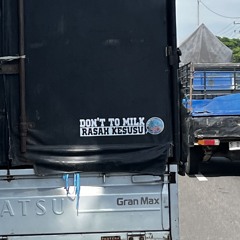 DON'T TO MILK
RASAH KESUSU
ATSU
Gran Max